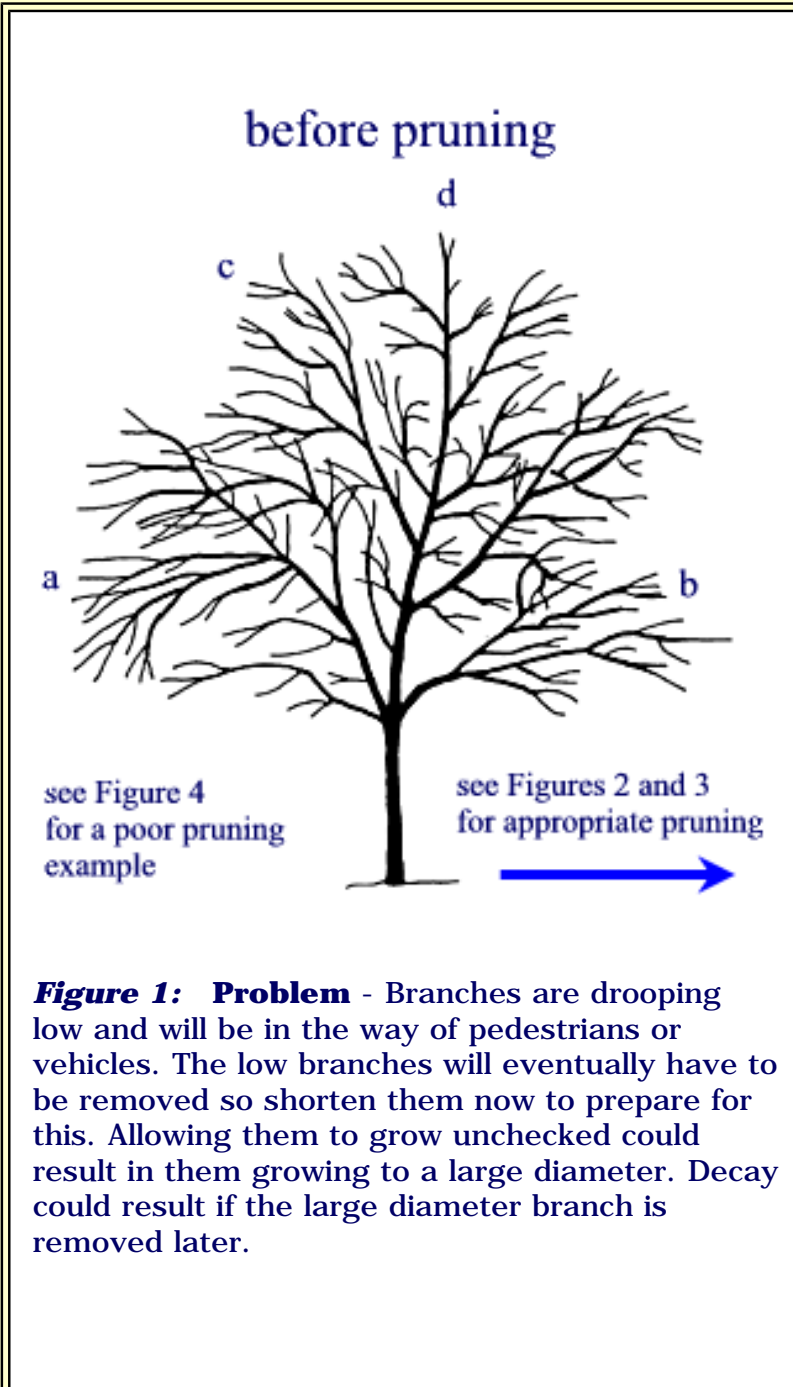 before pruning
d
c
a
b
see Figure 4
for a poor pruning
example
see Figures 2 and 3
for appropriate pruning
Figure 1: Problem - Branches are drooping
low and will be in the way of pedestrians or
vehicles. The low branches will eventually have to
be removed so shorten them now to prepare for
this. Allowing them to grow unchecked could
result in them growing to a large diameter. Decay
could result if the large diameter branch is
removed later.